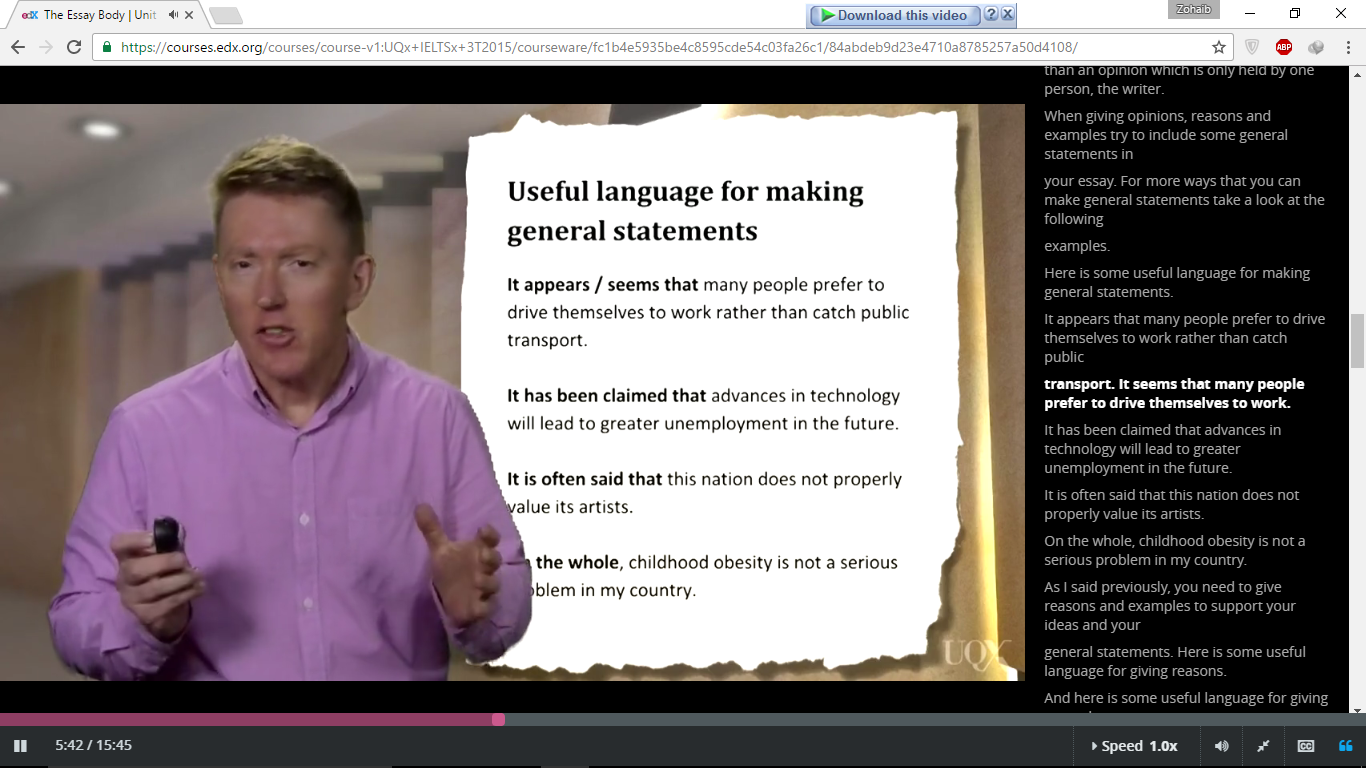 edX The Essay Body | Unit
Download this video
Zohaib
https://courses.edx.org/courses/course-v1:UQx+IELTSx+3T2015/courseware/fc1b4e5935be4c8595cde54c03fa26c1/84abdeb9d23e4710a8785257a50d4108/
ABP
Useful language for making
general statements
It appears / seems that many people prefer to
drive themselves to work rather than catch public
transport.
It has been claimed that advances in technology
will lead to greater unemployment in the future.
It is often said that this nation does not properly
value its artists.
the whole, childhood obesity is not a serious
oblem in my country.
UQX
than an opinion which is only held by one
person, the writer.
When giving opinions, reasons and
examples try to include some general
statements in
your essay. For more ways that you can
make general statements take a look at the
following
examples.
Here is some useful language for making
general statements.
It appears that many people prefer to drive
themselves to work rather than catch
public
transport. It seems that many people
prefer to drive themselves to work.
It has been claimed that advances in
technology will lead to greater
unemployment in the future.
It is often said that this nation does not
properly value its artists.
On the whole, childhood obesity is not a
serious problem in my country.
As I said previously, you need to give
reasons and examples to support your
ideas and your
general statements. Here is some useful
language for giving reasons.
And here is some useful language for giving
5:42 / 15:45
Speed 1.0x
CC